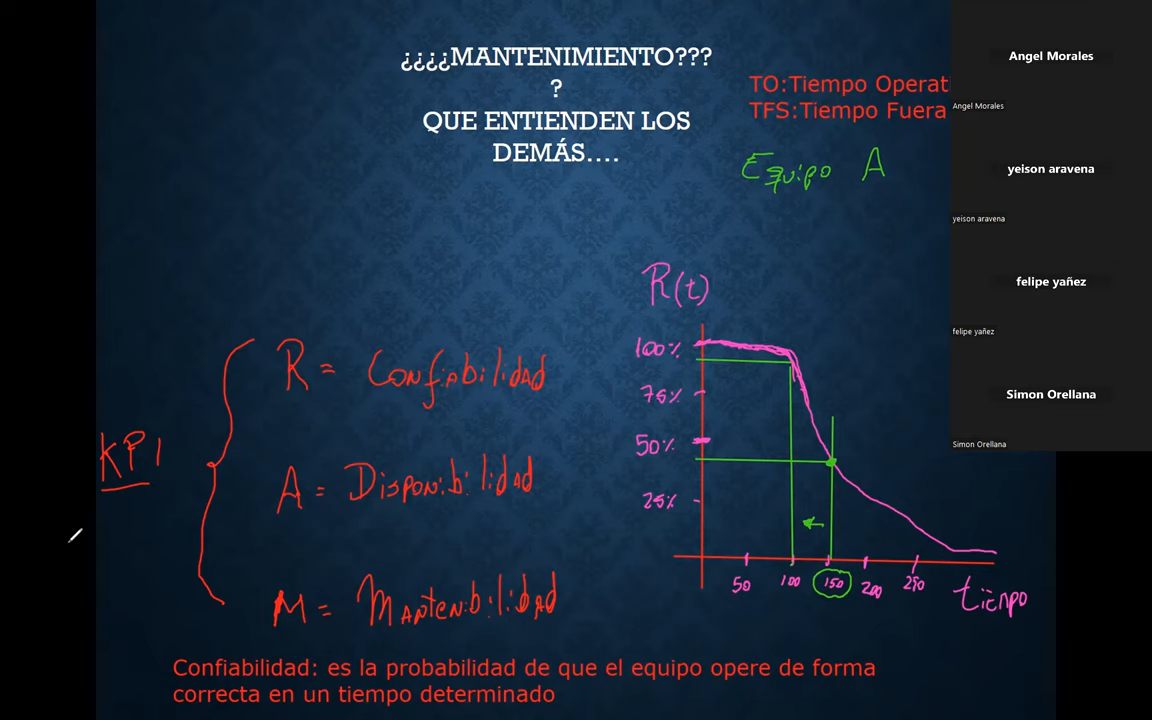 ¿¿¿¿MANTENIMIENTO???
?
QUE ENTIENDEN LOS
DEMÁS....
TO:Tiempo Operat
TFS:Tiempo Fuera
Equipo A
R(t)
100%
75%
50%
25%
50 100 150 200 250
tiempo
KPI
R = Confiabilidad
A = Disponibilidad
M = Mantenibilidad
Confiabilidad: es la probabilidad de que el equipo opere de forma
correcta en un tiempo determinado
Angel Morales
Angel Morales
yeison aravena
yeison aravena
felipe yañez
felipe yañez
Simon Orellana
Simon Orellana